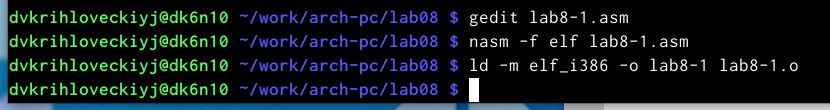 dvkrihloveckiyj@dk6n10 ~/work/arch-pc/lab08 $ gedit lab8-1.asm
dvkrihloveckiyj@dk6n10 ~/work/arch-pc/lab08 $ nasm -f elf lab8-1.asm
dvkrihloveckiyj@dk6n10 ~/work/arch-pc/lab08 $ ld -m elf_i386 -o lab8-1 lab8-1.o
dvkrihloveckiyj@dk6n10 ~/work/arch-pc/lab08 $